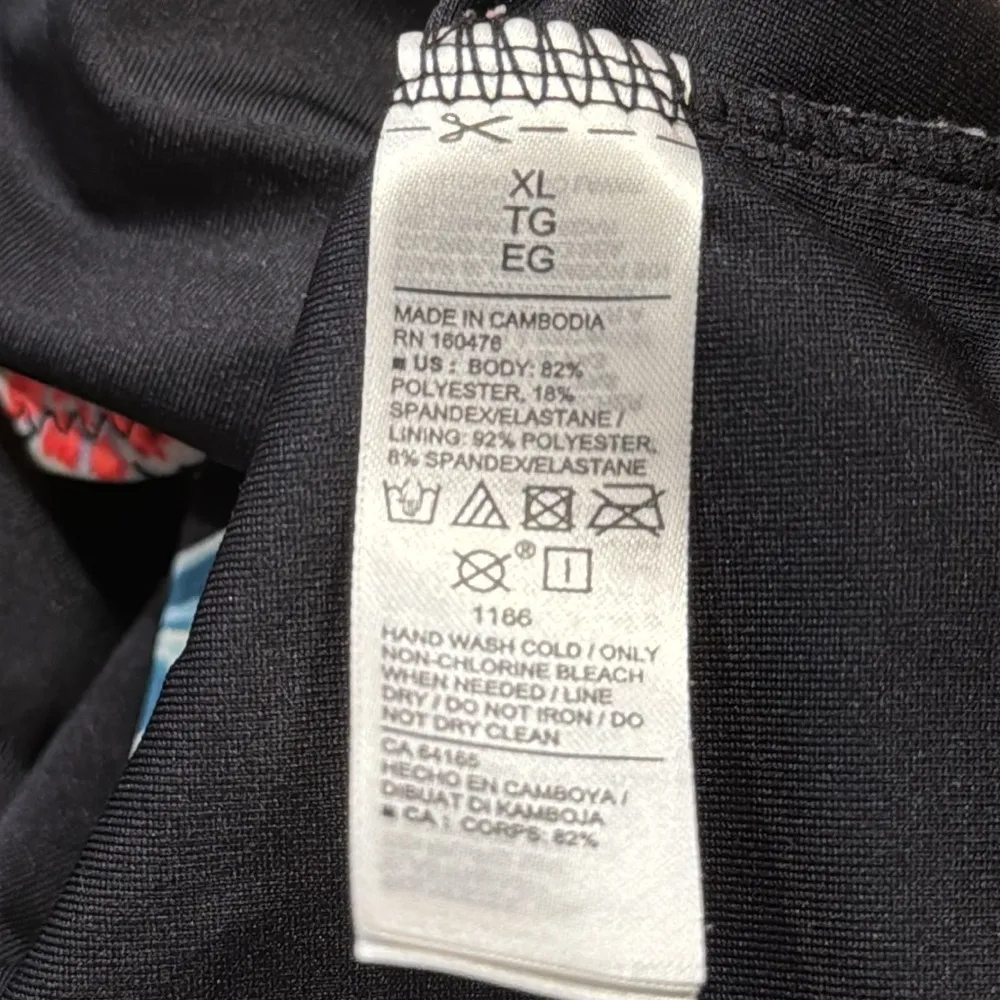 XL
TG
EG
MADE IN CAMBODIA
RN 160476
■ US : BODY: 82%
POLYESTER, 18%
SPANDEX/ELASTANE /
LINING: 92% POLYESTER,
8% SPANDEX/ELASTANE
®
1166
HAND WASH COLD / ONLY
NON-CHLORINE BLEACH
WHEN NEEDED / LINE
DRY / DO NOT IRON / DO
NOT DRY CLEAN
CA 64165
HECHO EN CAMBOYA /
DIBUAT DI KAMBOJA
■ CA : CORPS: 82%